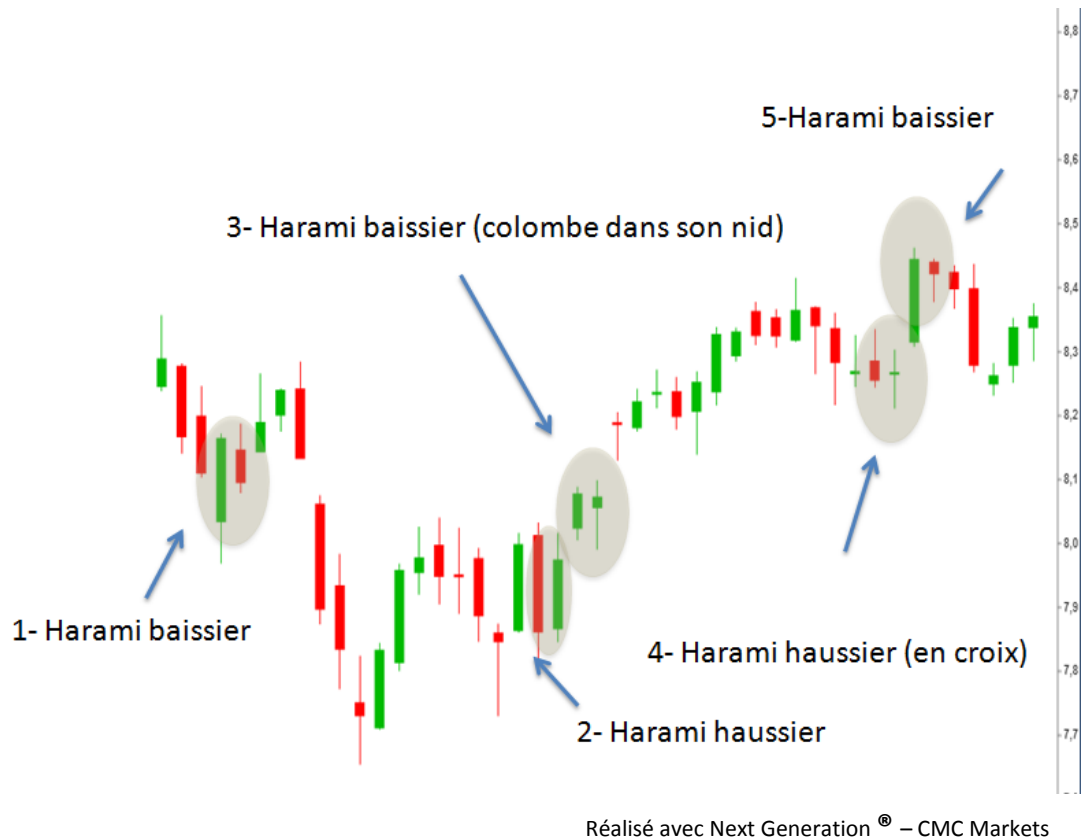 8,8
8,7
5-Harami baissier
8,6
8,5
3- Harami baissier (colombe dans son nid)
8,4
8,3
8,2
8,1
8,0
7,9
1- Harami baissier
4- Harami haussier (en croix)
7,8
2- Harami haussier
7,7
Réalisé avec Next Generation ® – CMC Markets